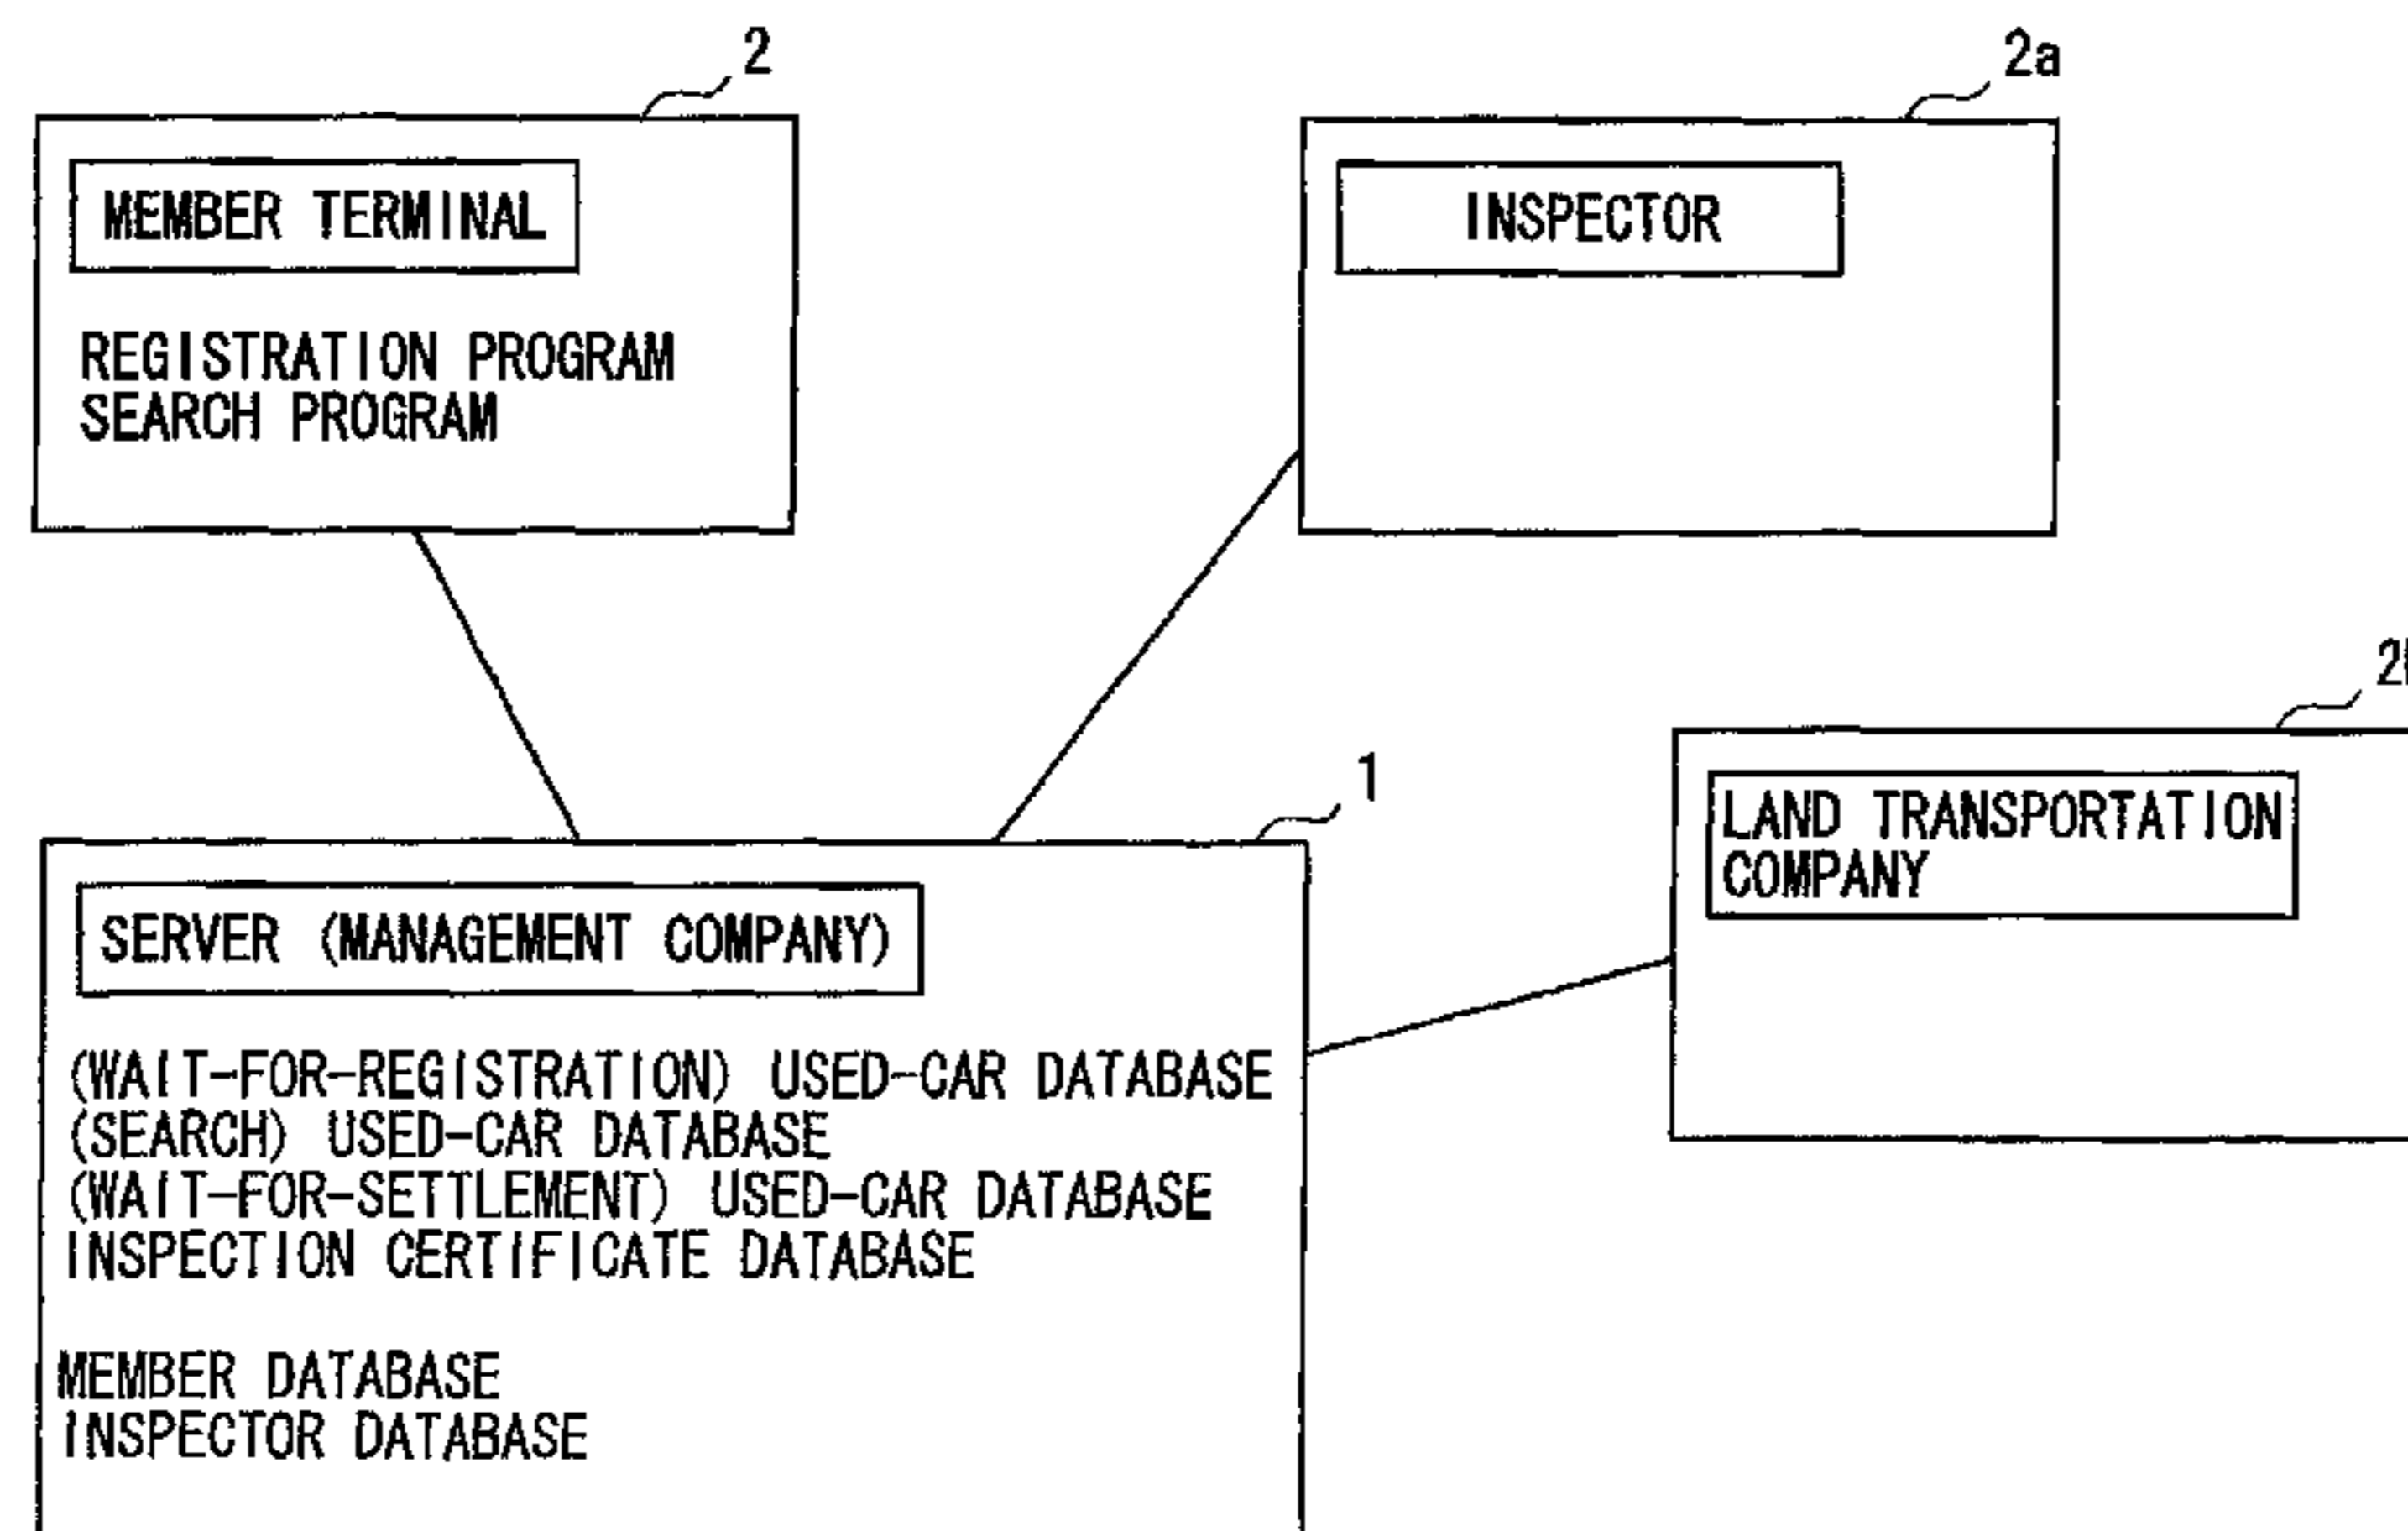 2
2a
MEMBER TERMINAL
INSPECTOR
REGISTRATION PROGRAM
SEARCH PROGRAM
1
LAND TRANSPORTATION
COMPANY
SERVER (MANAGEMENT COMPANY)
(WAIT-FOR-REGISTRATION) USED-CAR DATABASE
(SEARCH) USED-CAR DATABASE
(WAIT-FOR-SETTLEMENT) USED-CAR DATABASE
INSPECTION CERTIFICATE DATABASE
MEMBER DATABASE
INSPECTOR DATABASE